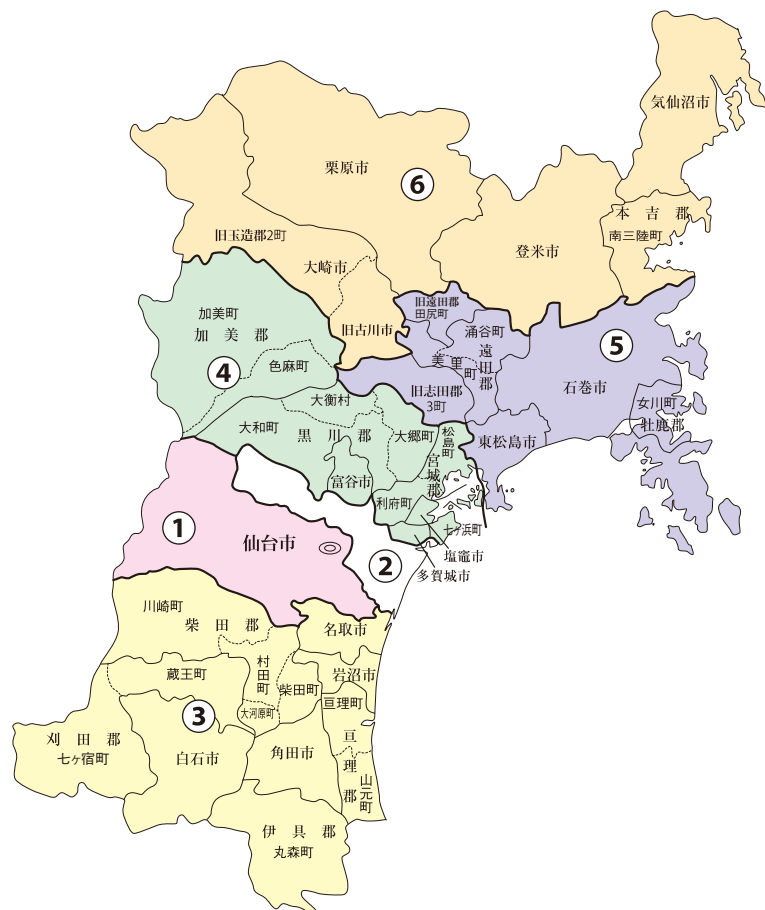 気仙沼市
栗原市
⑥
本吉郡
南三陸町
旧玉造郡2町
登米市
大崎市
旧遠田郡
田尻町
加美町
加美郡
旧古川市
涌谷町
遠田郡
⑤
美里町
④
色麻町
石巻市
旧志田郡
3町
大衡村
女川町
牡鹿郡
大和町
黒川郡
大郷町
松島町
東松島市
宮城郡
富谷市
利府町
①
仙台市
七ヶ浜町
塩竈市
②
多賀城市
川崎町
柴田郡
名取市
村田町
岩沼市
蔵王町
柴田町
亘理町
③
大河原町
刈田郡
七ヶ宿町
白石市
角田市
亘理郡
山元町
伊具郡
丸森町